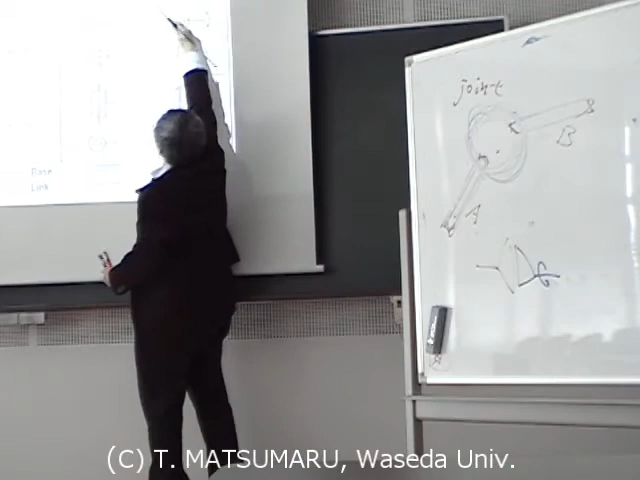 Base
Link
joint
B
A
(C) T. MATSUMARU, Waseda Univ.